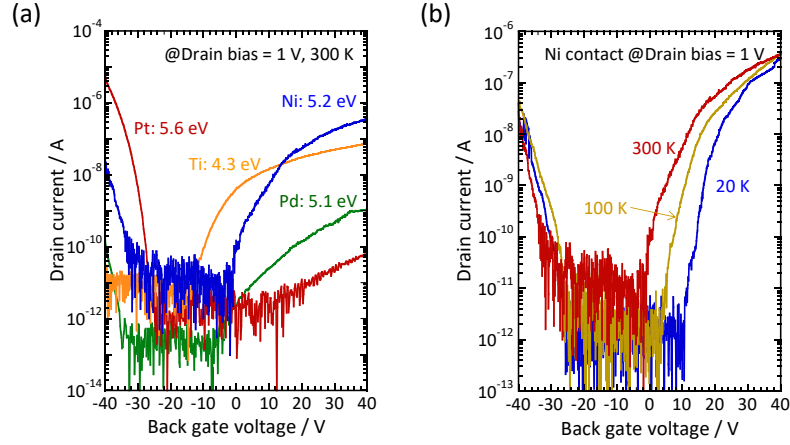 (a)
@Drain bias = 1 V, 300 K
Pt: 5.6 eV
Ni: 5.2 eV
Ti: 4.3 eV
Pd: 5.1 eV
Drain current / A
10-4
10-6
10-8
10-10
10-12
10-14
-40 -30 -20 -10 0 10 20 30 40
Back gate voltage / V
(b)
Ni contact @Drain bias = 1 V
300 K
100 K
20 K
Drain current / A
10-6
10-7
10-8
10-9
10-10
10-11
10-12
10-13
-40 -30 -20 -10 0 10 20 30 40
Back gate voltage / V